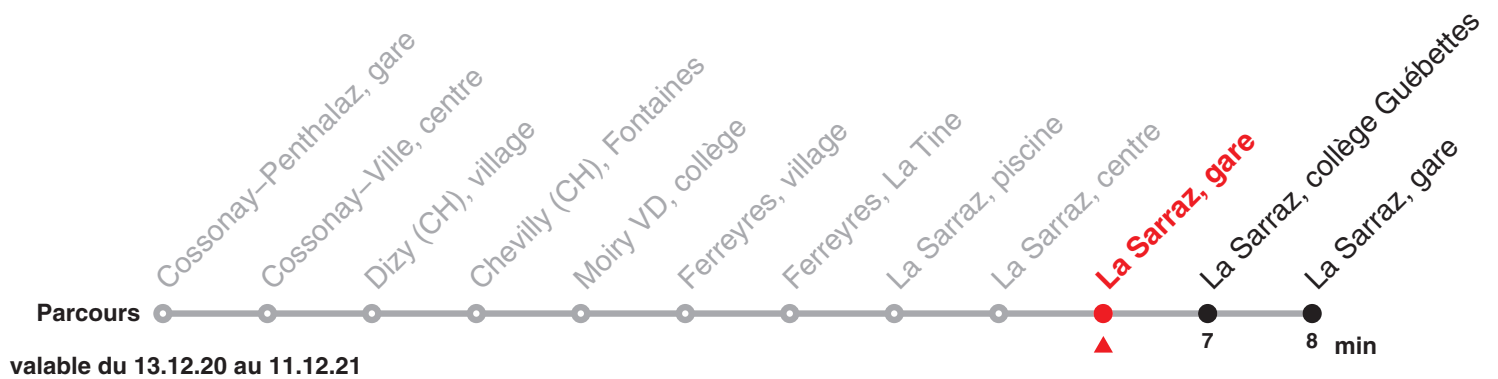 Cossonay–Penthalaz, gare
Cossonay–Ville, centre
Dizy (CH), village
Chevilly (CH), Fontaines
Moiry VD, collège
Ferreyres, village
Ferreyres, La Tine
La Sarraz, piscine
La Sarraz, centre
La Sarraz, gare
La Sarraz, collège Guébettes
La Sarraz, gare
Parcours
7
8
min
valable du 13.12.20 au 11.12.21